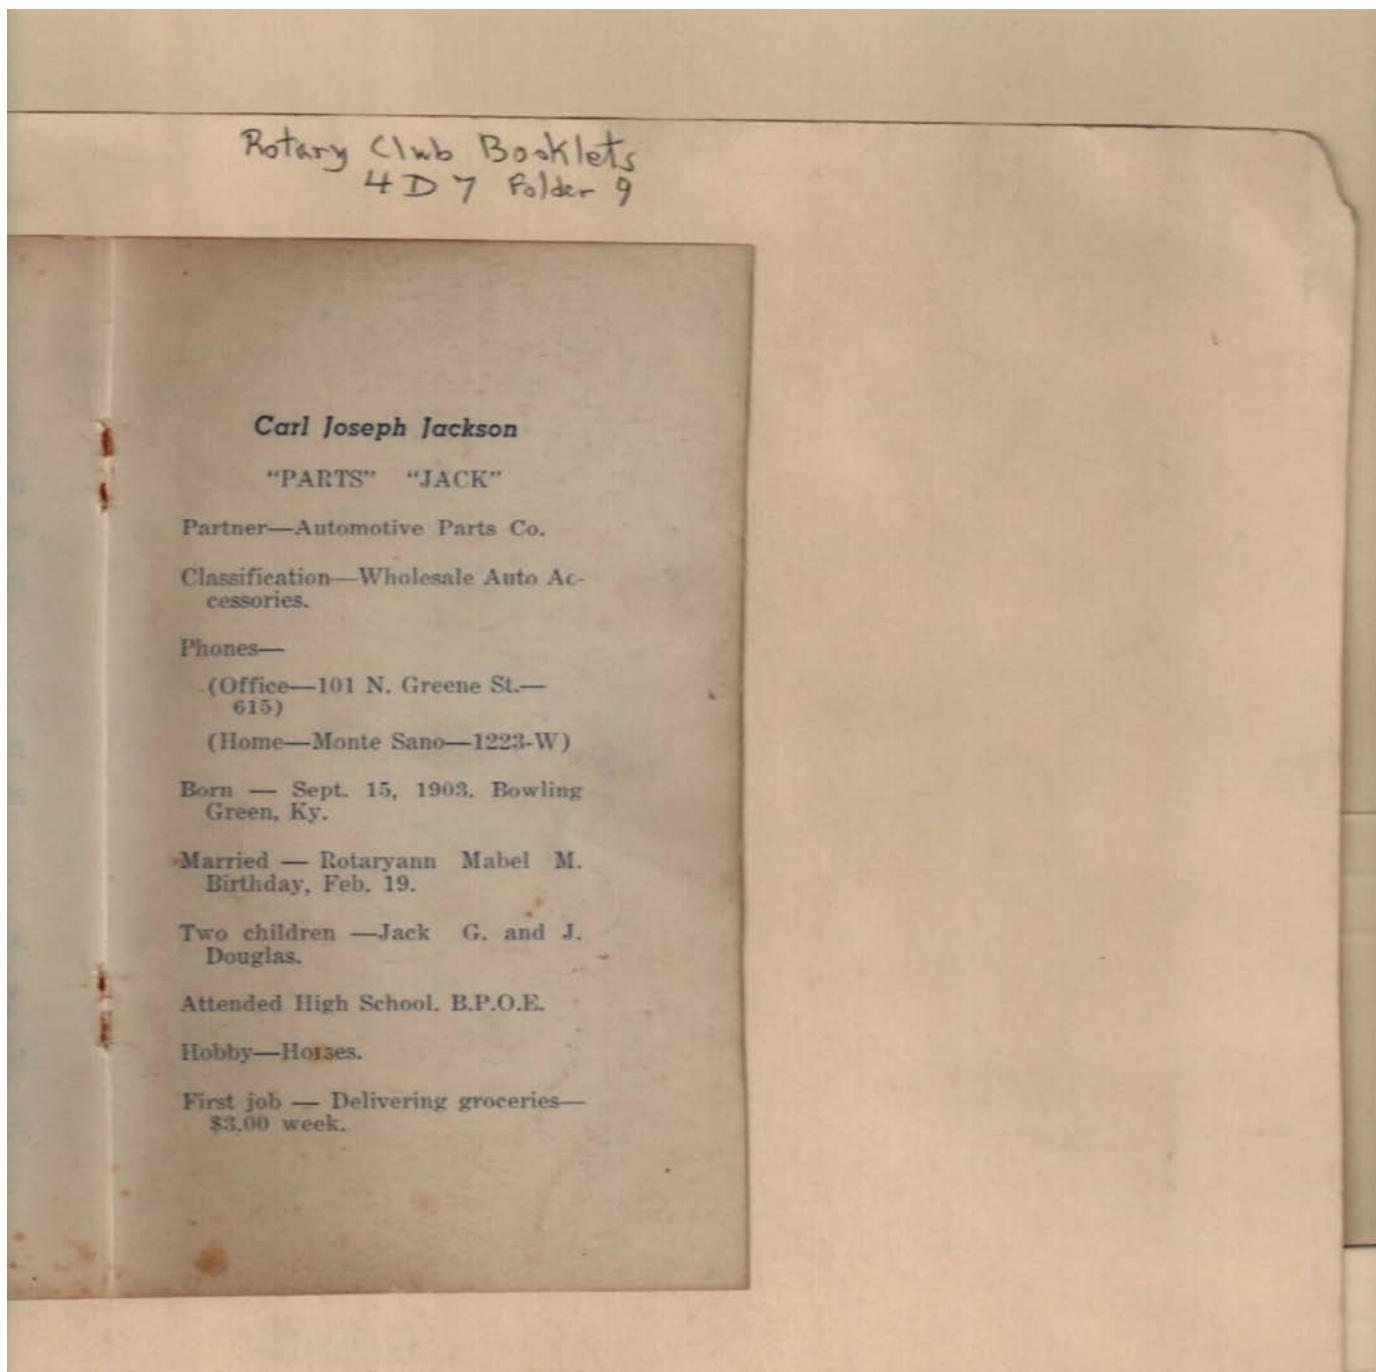 Rotary Club Booklets
4 D 7 Folder 9
Carl Joseph Jackson
“PARTS” “JACK”
Partner—Automotive Parts Co.
Classification—Wholesale Auto Ac-
cessories.
Phones—
(Office—101 N. Greene St.—
615)
(Home—Monte Sano—1223-W)
Born — Sept. 15, 1903. Bowling
Green, Ky.
Married — Rotaryann Mabel M.
Birthday, Feb. 19.
Two children —Jack G. and J.
Douglas.
Attended High School. B.P.O.E.
Hobby—Horses.
First job — Delivering groceries—
$3.00 week.